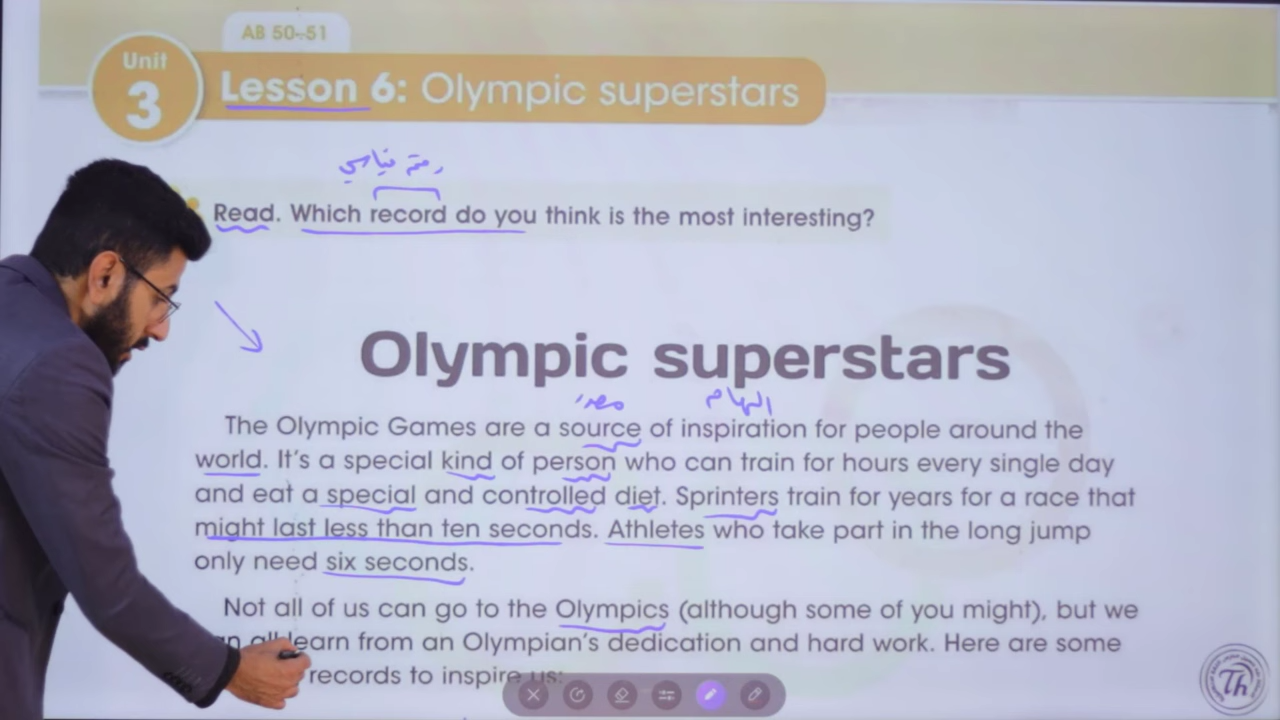 AB 50-51
Unit
3
Lesson 6: Olympic superstars
رقم قياسي
Read. Which record do you think is the most interesting?
Olympic superstars
مصدر
الهام
The Olympic Games are a source of inspiration for people around the
world. It's a special kind of person who can train for hours every single day
and eat a special and controlled diet. Sprinters train for years for a race that
might last less than ten seconds. Athletes who take part in the long jump
only need six seconds.
Not all of us can go to the Olympics (although some of you might), but we
all learn from an Olympian's dedication and hard work. Here are some
records to inspire us:
Th